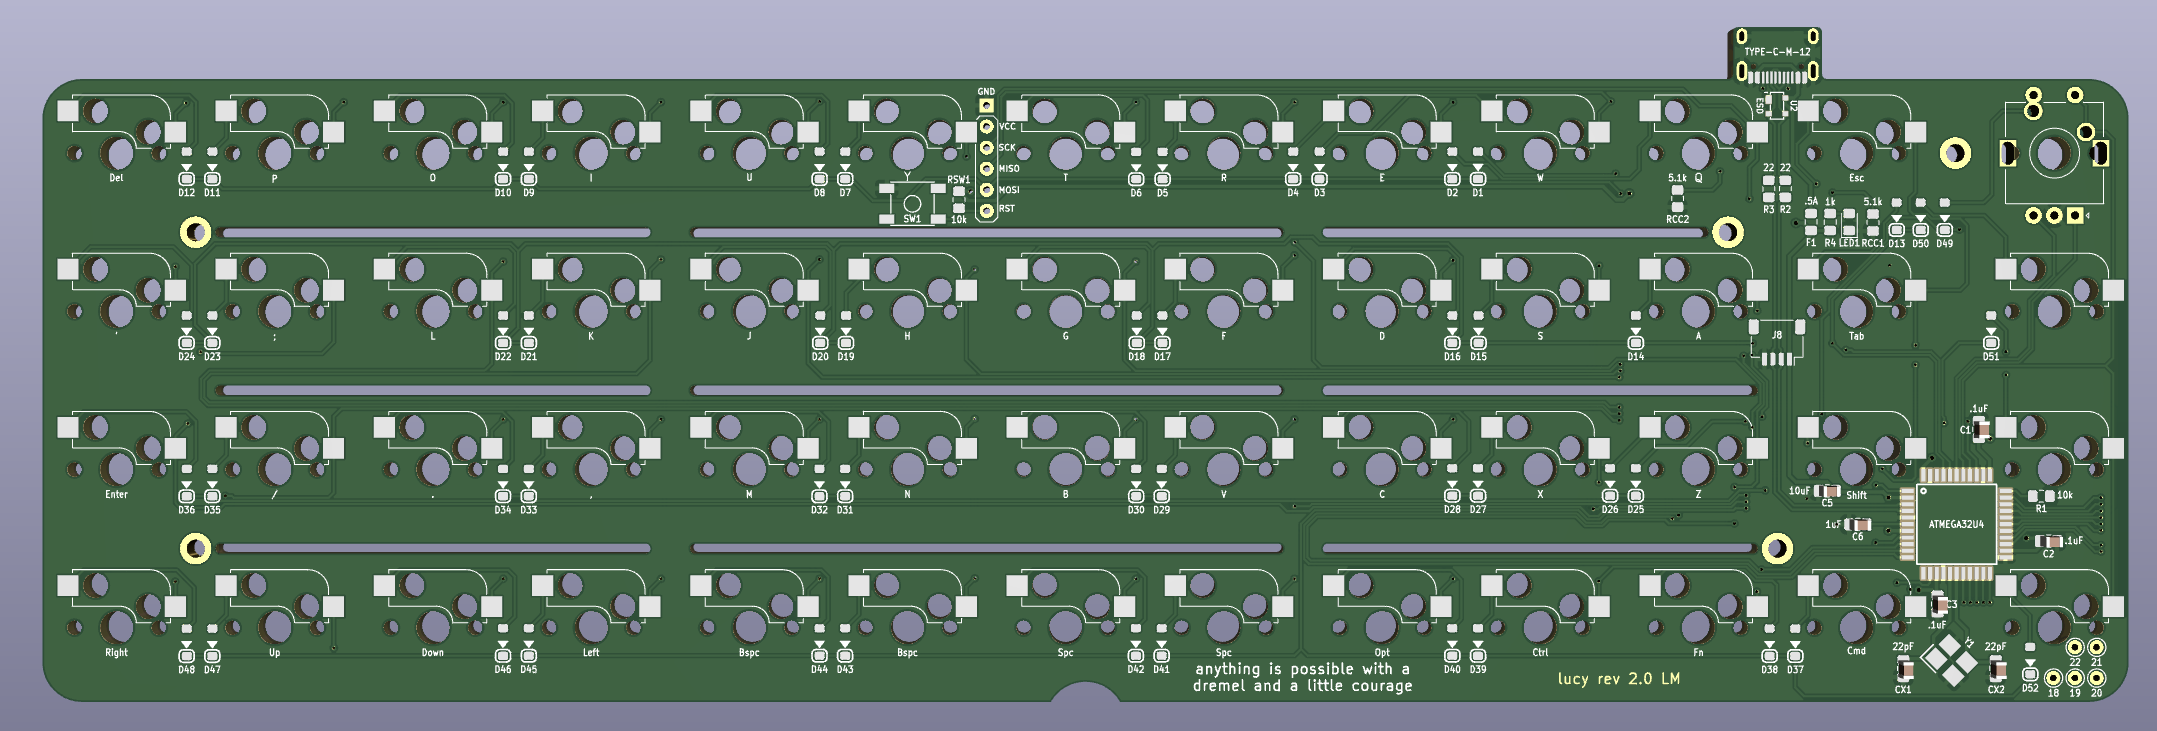 TYPE-C-M-12
GND
VCC
SCK
MISO
MOSI
RST
ESD
U2
Del
P
O
I
U
Y
T
R
E
W
Q
Esc
D12
D11
D10
D9
D8
D7
D6
D5
D4
D3
D2
D1
RSW1
10k
SW1
5.1k
RCC2
22
22
R3
R2
.5A
1k
5.1k
F1
R4
LED1
RCC1
D13
D50
D49
'
;
L
K
J
H
G
F
D
S
A
J8
Tab
D24
D23
D22
D21
D20
D19
D18
D17
D16
D15
D14
D51
.1uF
C1
Enter
/
.
,
M
N
B
V
C
X
Z
10uF
C5
Shift
10k
R1
D36
D35
D34
D33
D32
D31
D30
D29
D28
D27
D26
D25
1uF
C6
ATMEGA32U4
.1uF
C2
C3
.1uF
Right
Up
Down
Left
Bspc
Bspc
Spc
Spc
Opt
Ctrl
Fn
Cmd
D48
D47
D46
D45
D44
D43
D42
D41
D40
D39
D38
D37
22pF
CX1
Y1
22pF
CX2
D52
22
21
18
19
20
anything is possible with a
dremel and a little courage
lucy rev 2.0 LM